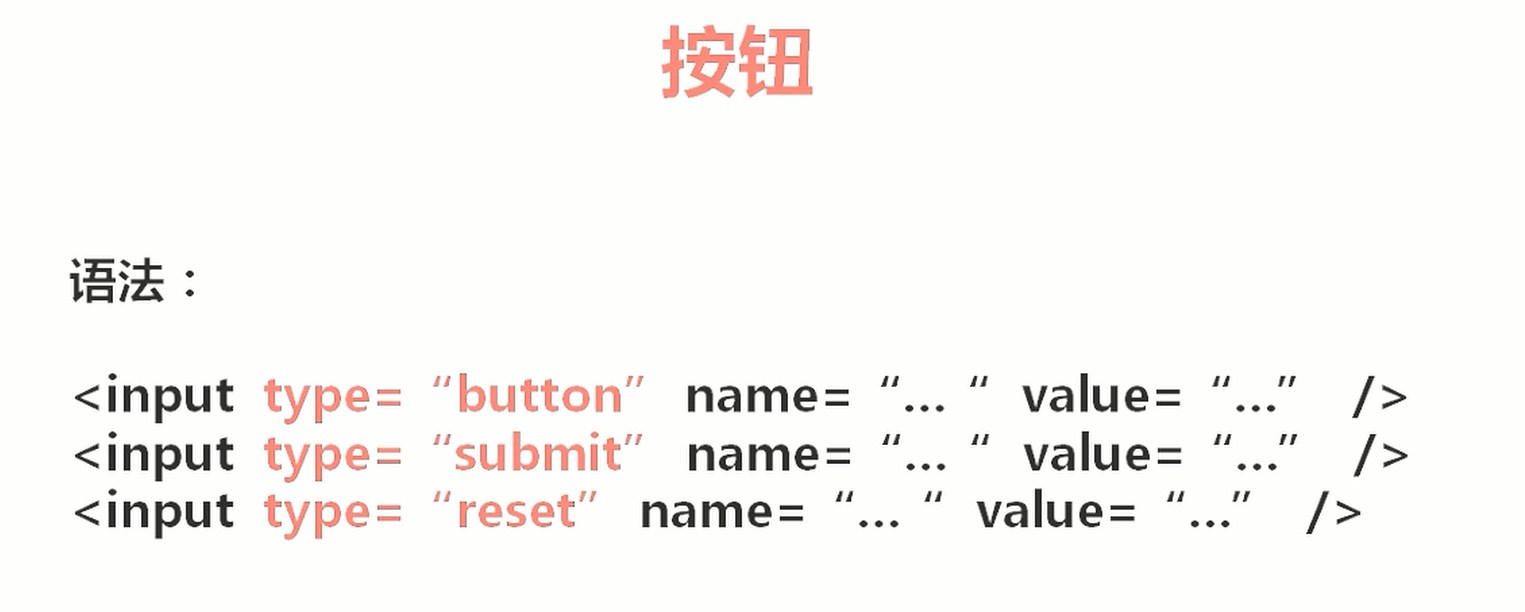 按钮
语法：
<input type= “button” name= “... “ value= “...” />
<input type= “submit” name= “... “ value= “...” />
<input type= “reset” name= “... “ value= “...” />